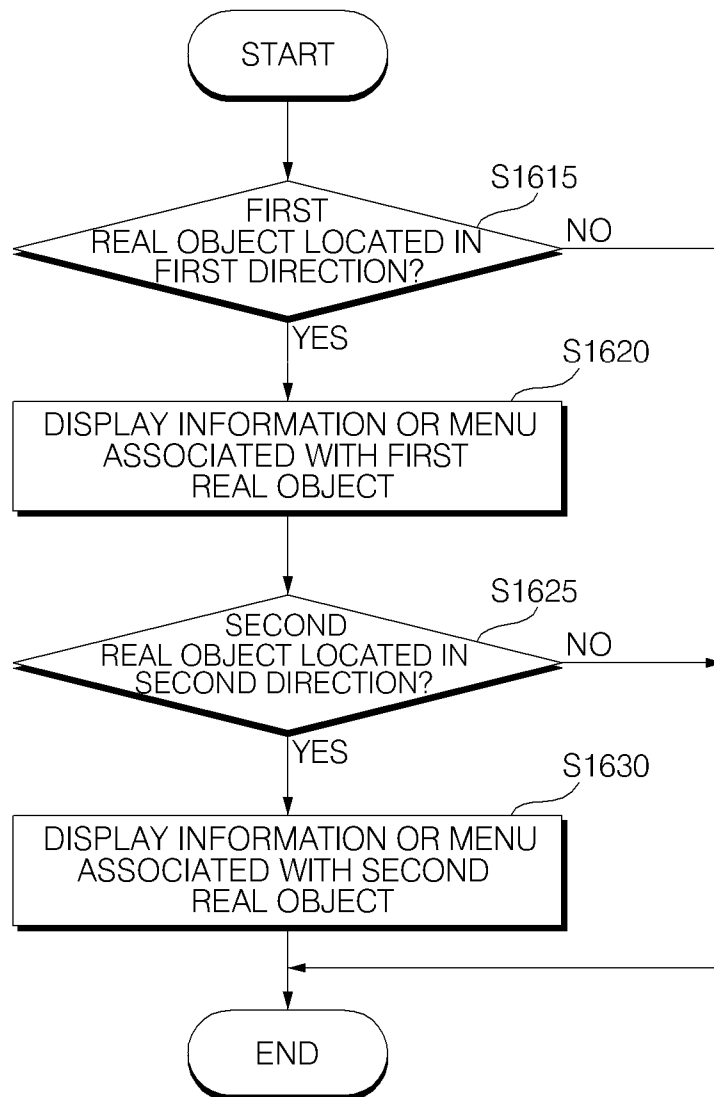 START
S1615
FIRST
REAL OBJECT LOCATED IN
FIRST DIRECTION?
NO
YES
S1620
DISPLAY INFORMATION OR MENU
ASSOCIATED WITH FIRST
REAL OBJECT
S1625
SECOND
REAL OBJECT LOCATED IN
SECOND DIRECTION?
NO
YES
S1630
DISPLAY INFORMATION OR MENU
ASSOCIATED WITH SECOND
REAL OBJECT
END